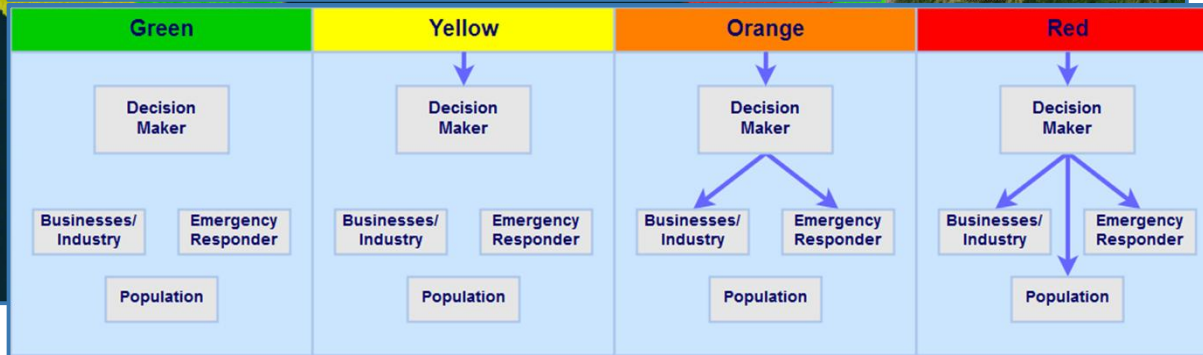 Green
Yellow
Orange
Red
Decision
Maker
Decision
Maker
Decision
Maker
Decision
Maker
Businesses/
Industry
Emergency
Responder
Businesses/
Industry
Emergency
Responder
Businesses/
Industry
Emergency
Responder
Businesses/
Industry
Emergency
Responder
Population
Population
Population
Population